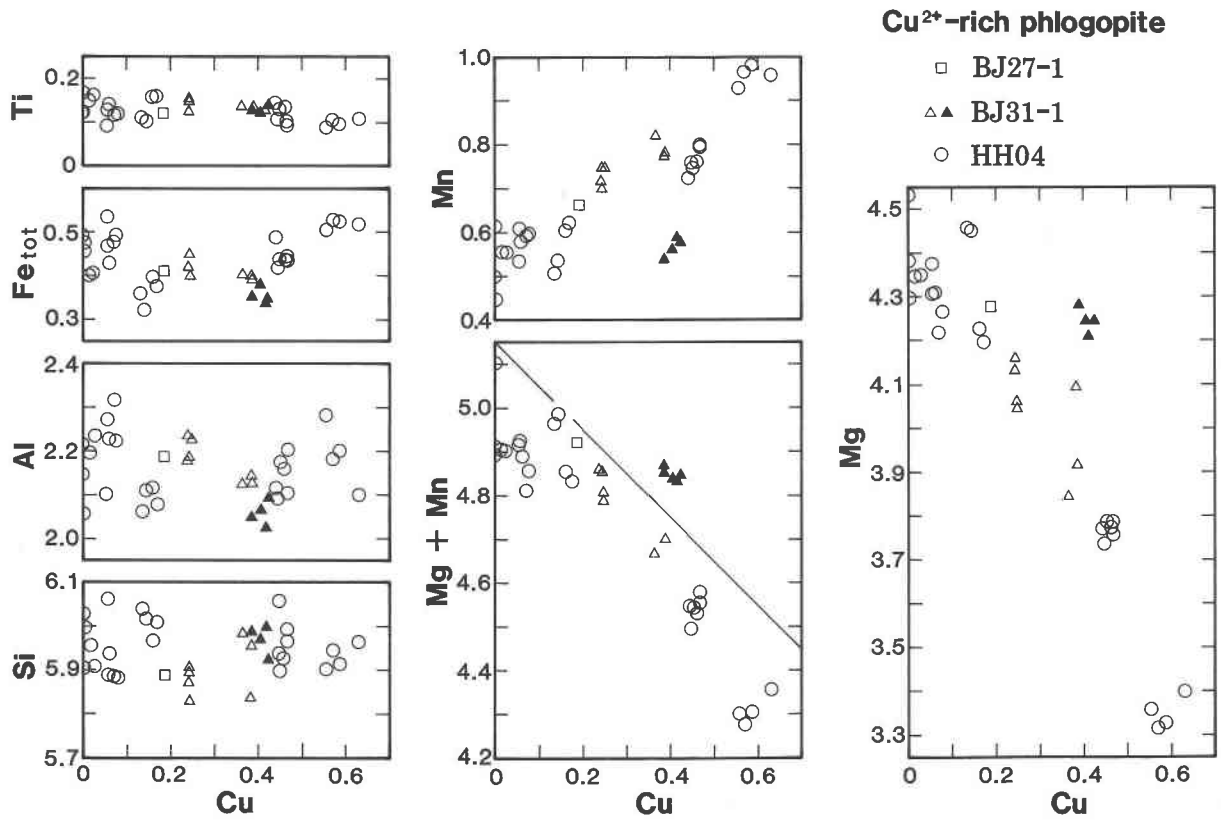 Cu²⁺-rich phlogopite
BJ27-1
BJ31-1
HH04
Ti
0.2
0
Fe tot
0.5
0.3
Al
2.4
2.2
2.0
Si
6.1
5.9
5.7
0 0.2 0.4 0.6
Cu
Mn
1.0
0.8
0.6
0.4
Mg + Mn
5.0
4.8
4.6
4.4
4.2
0 0.2 0.4 0.6
Cu
Mg
4.5
4.3
4.1
3.9
3.7
3.5
3.3
0 0.2 0.4 0.6
Cu